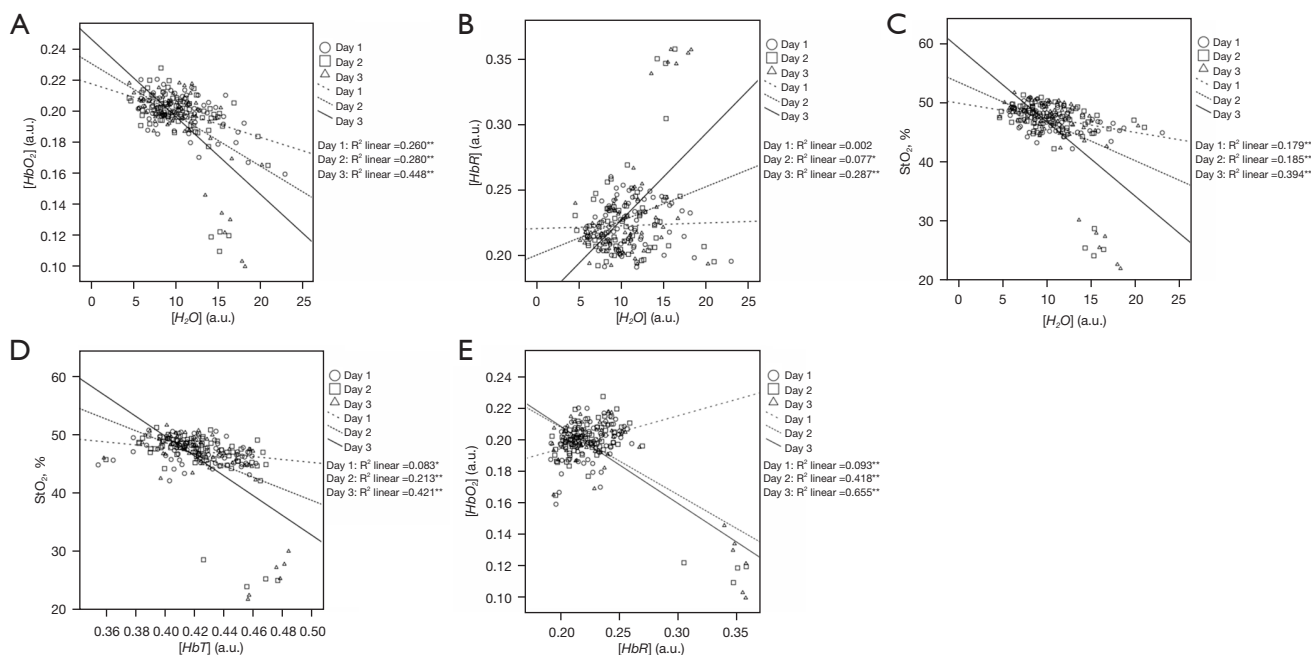 A
0.24
0.22
0.20
0.18
0.16
0.14
0.12
0.10
[HbO₂] (a.u.)
0 5 10 15 20 25
[H₂O] (a.u.)
Day 1
Day 2
Day 3
Day 1
Day 2
Day 3
Day 1: R² linear =0.260**
Day 2: R² linear =0.280**
Day 3: R² linear =0.448**
B
0.35
0.30
0.25
0.20
[HbR] (a.u.)
0 5 10 15 20 25
[H₂O] (a.u.)
Day 1
Day 2
Day 3
Day 1
Day 2
Day 3
Day 1: R² linear =0.002
Day 2: R² linear =0.077*
Day 3: R² linear =0.287**
C
60
50
40
30
20
StO₂, %
0 5 10 15 20 25
[H₂O] (a.u.)
Day 1
Day 2
Day 3
Day 1
Day 2
Day 3
Day 1: R² linear =0.179**
Day 2: R² linear =0.185**
Day 3: R² linear =0.394**
D
60
50
40
30
20
StO₂, %
0.36 0.38 0.40 0.42 0.44 0.46 0.48 0.50
[HbT] (a.u.)
Day 1
Day 2
Day 3
Day 1
Day 2
Day 3
Day 1: R² linear =0.083*
Day 2: R² linear =0.213**
Day 3: R² linear =0.421**
E
0.24
0.22
0.20
0.18
0.16
0.14
0.12
0.10
[HbO₂] (a.u.)
0.20 0.25 0.30 0.35
[HbR] (a.u.)
Day 1
Day 2
Day 3
Day 1
Day 2
Day 3
Day 1: R² linear =0.093**
Day 2: R² linear =0.418**
Day 3: R² linear =0.655**